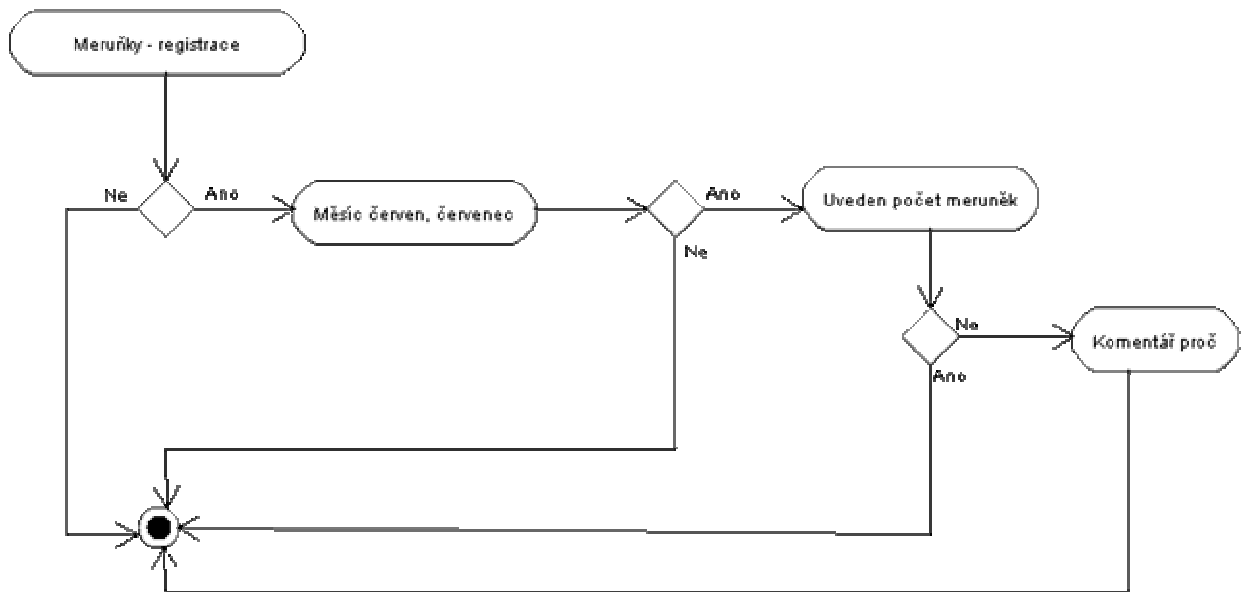 Meruňky - registrace
Ne
Ano
Měsíc červen, červenec
Ano
Ne
Uveden počet meruněk
Ne
Ano
Komentář proč